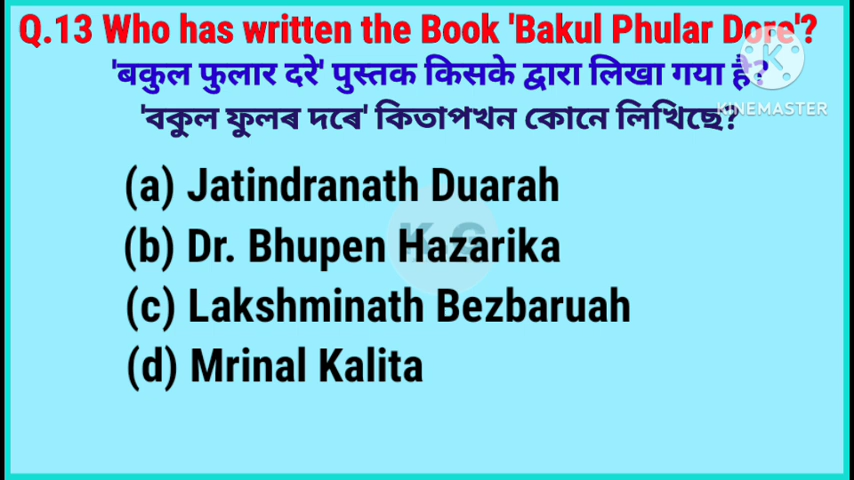 Q.13 Who has written the Book 'Bakul Phular Dore'?
'बकुल फुलार दरे' पुस्तक किसके द्वारा लिखा गया है?
KINEMASTER
'বকুল ফুলৰ দৰে' কিতাপখন কোনে লিখিছে?
(a) Jatindranath Duarah
(b) Dr. Bhupen Hazarika
(c) Lakshminath Bezbaruah
(d) Mrinal Kalita